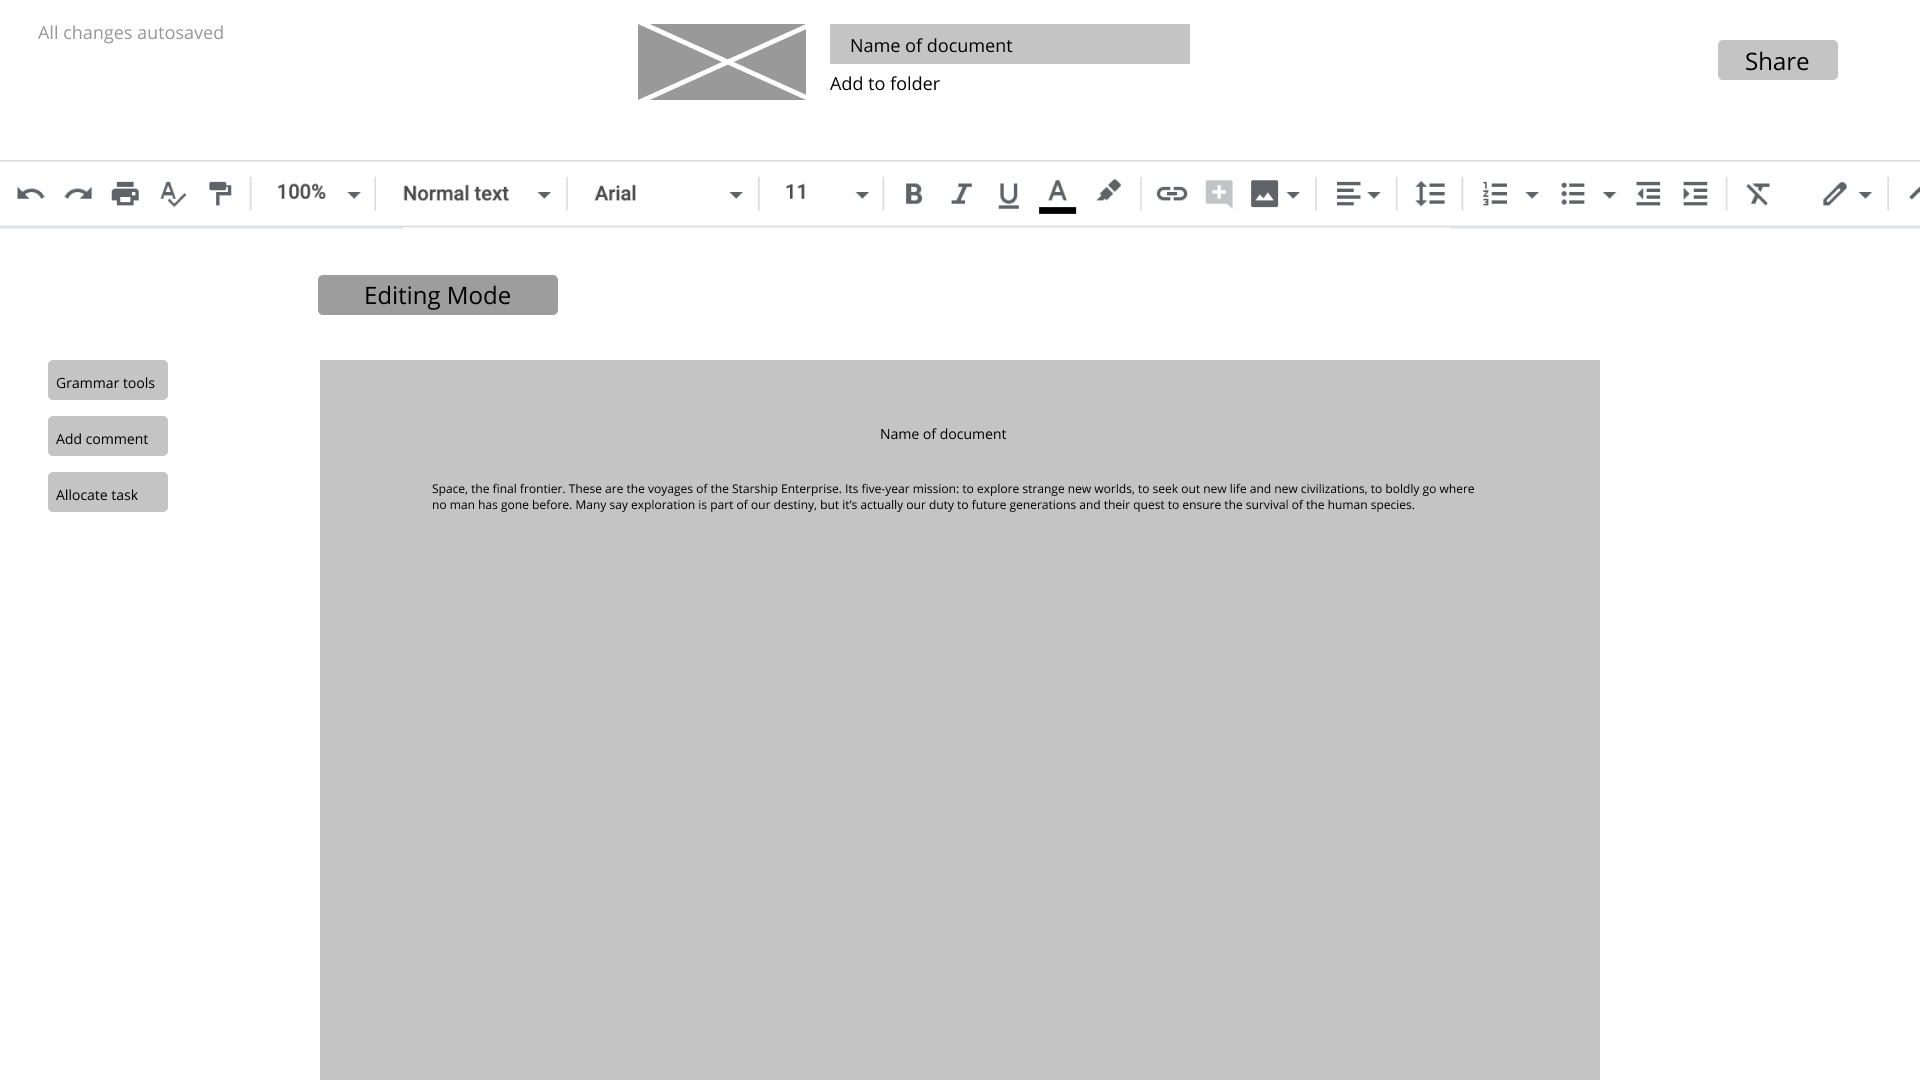 All changes autosaved
Name of document
Add to folder
Share
100% Normal text Arial 11 B I U A
Editing Mode
Grammar tools
Add comment
Allocate task
Name of document
Space, the final frontier. These are the voyages of the Starship Enterprise. Its five-year mission: to explore strange new worlds, to seek out new life and new civilizations, to boldly go where
no man has gone before. Many say exploration is part of our destiny, but it’s actually our duty to future generations and their quest to ensure the survival of the human species.